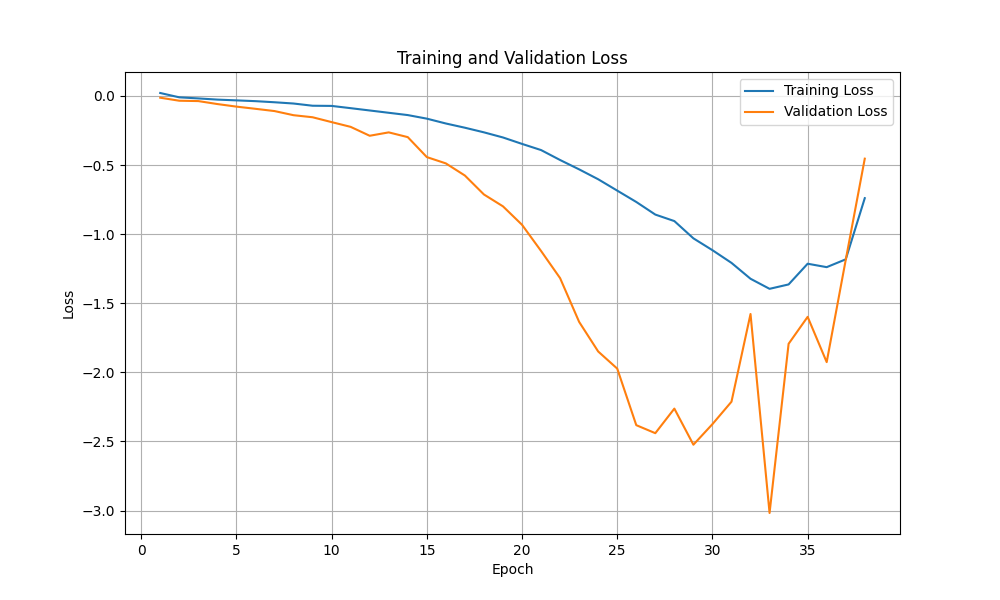 Training and Validation Loss
Training Loss
Validation Loss
0.0
−0.5
−1.0
−1.5
−2.0
−2.5
−3.0
Loss
0 5 10 15 20 25 30 35
Epoch